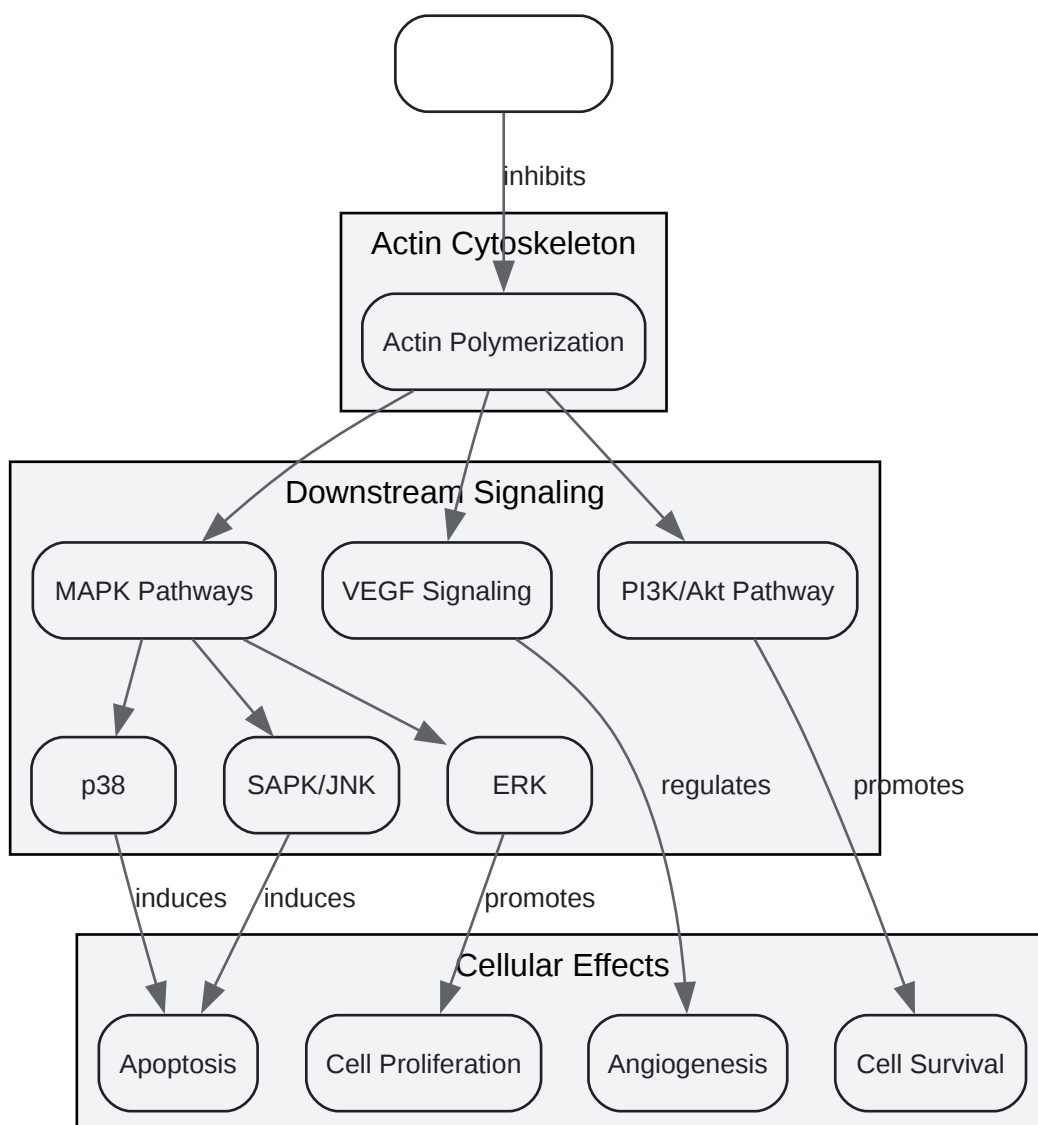 inhibits
Actin Cytoskeleton
Actin Polymerization
Downstream Signaling
MAPK Pathways
VEGF Signaling
PI3K/Akt Pathway
p38
SAPK/JNK
ERK
regulates
promotes
induces
induces
promotes
Cellular Effects
Apoptosis
Cell Proliferation
Angiogenesis
Cell Survival